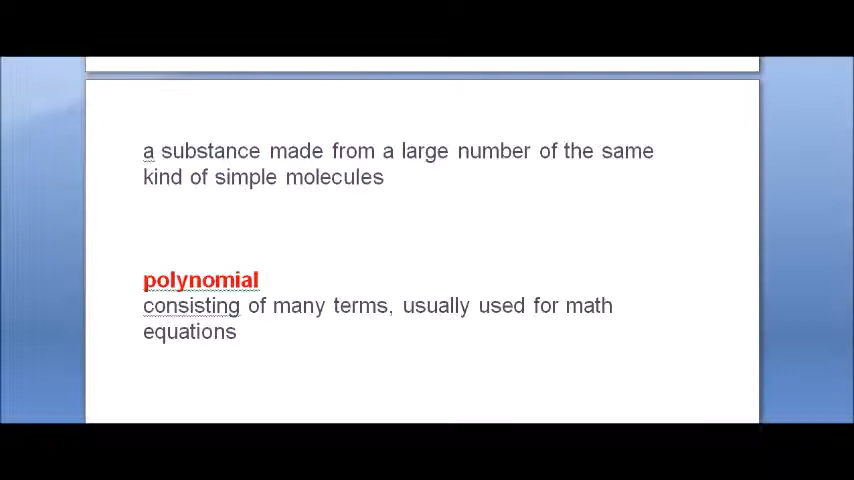 a substance made from a large number of the same
kind of simple molecules
polynomial
consisting of many terms, usually used for math
equations